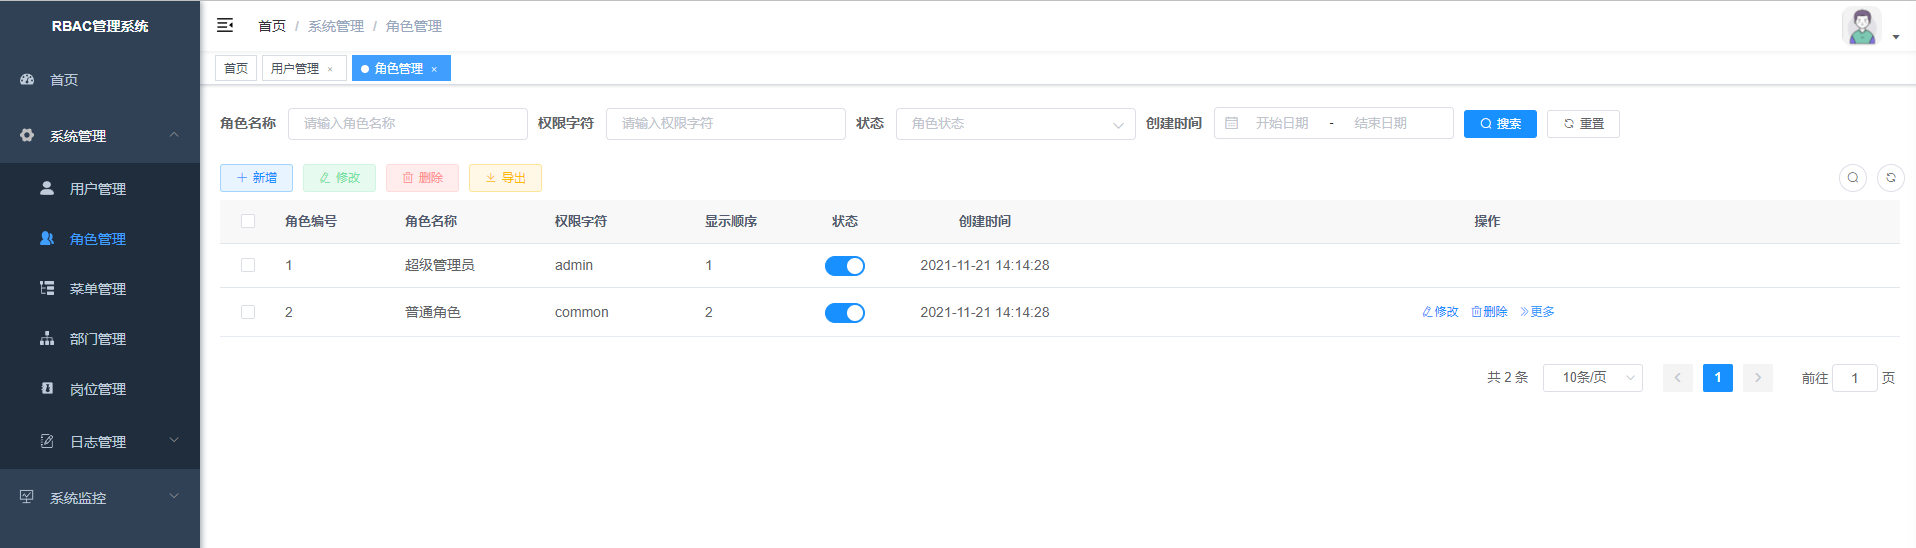 RBAC管理系统
首页
系统管理
用户管理
角色管理
菜单管理
部门管理
岗位管理
日志管理
系统监控
首页 / 系统管理 / 角色管理
首页 用户管理 × 角色管理 ×
角色名称 请输入角色名称 权限字符 请输入权限字符 状态 角色状态 创建时间 开始日期 - 结束日期 搜索 重置
新增 修改 删除 导出
角色编号 角色名称 权限字符 显示顺序 状态 创建时间 操作
1 超级管理员 admin 1 2021-11-21 14:14:28
2 普通角色 common 2 2021-11-21 14:14:28 修改 删除 更多
共 2 条 10条/页 1 前往 1 页